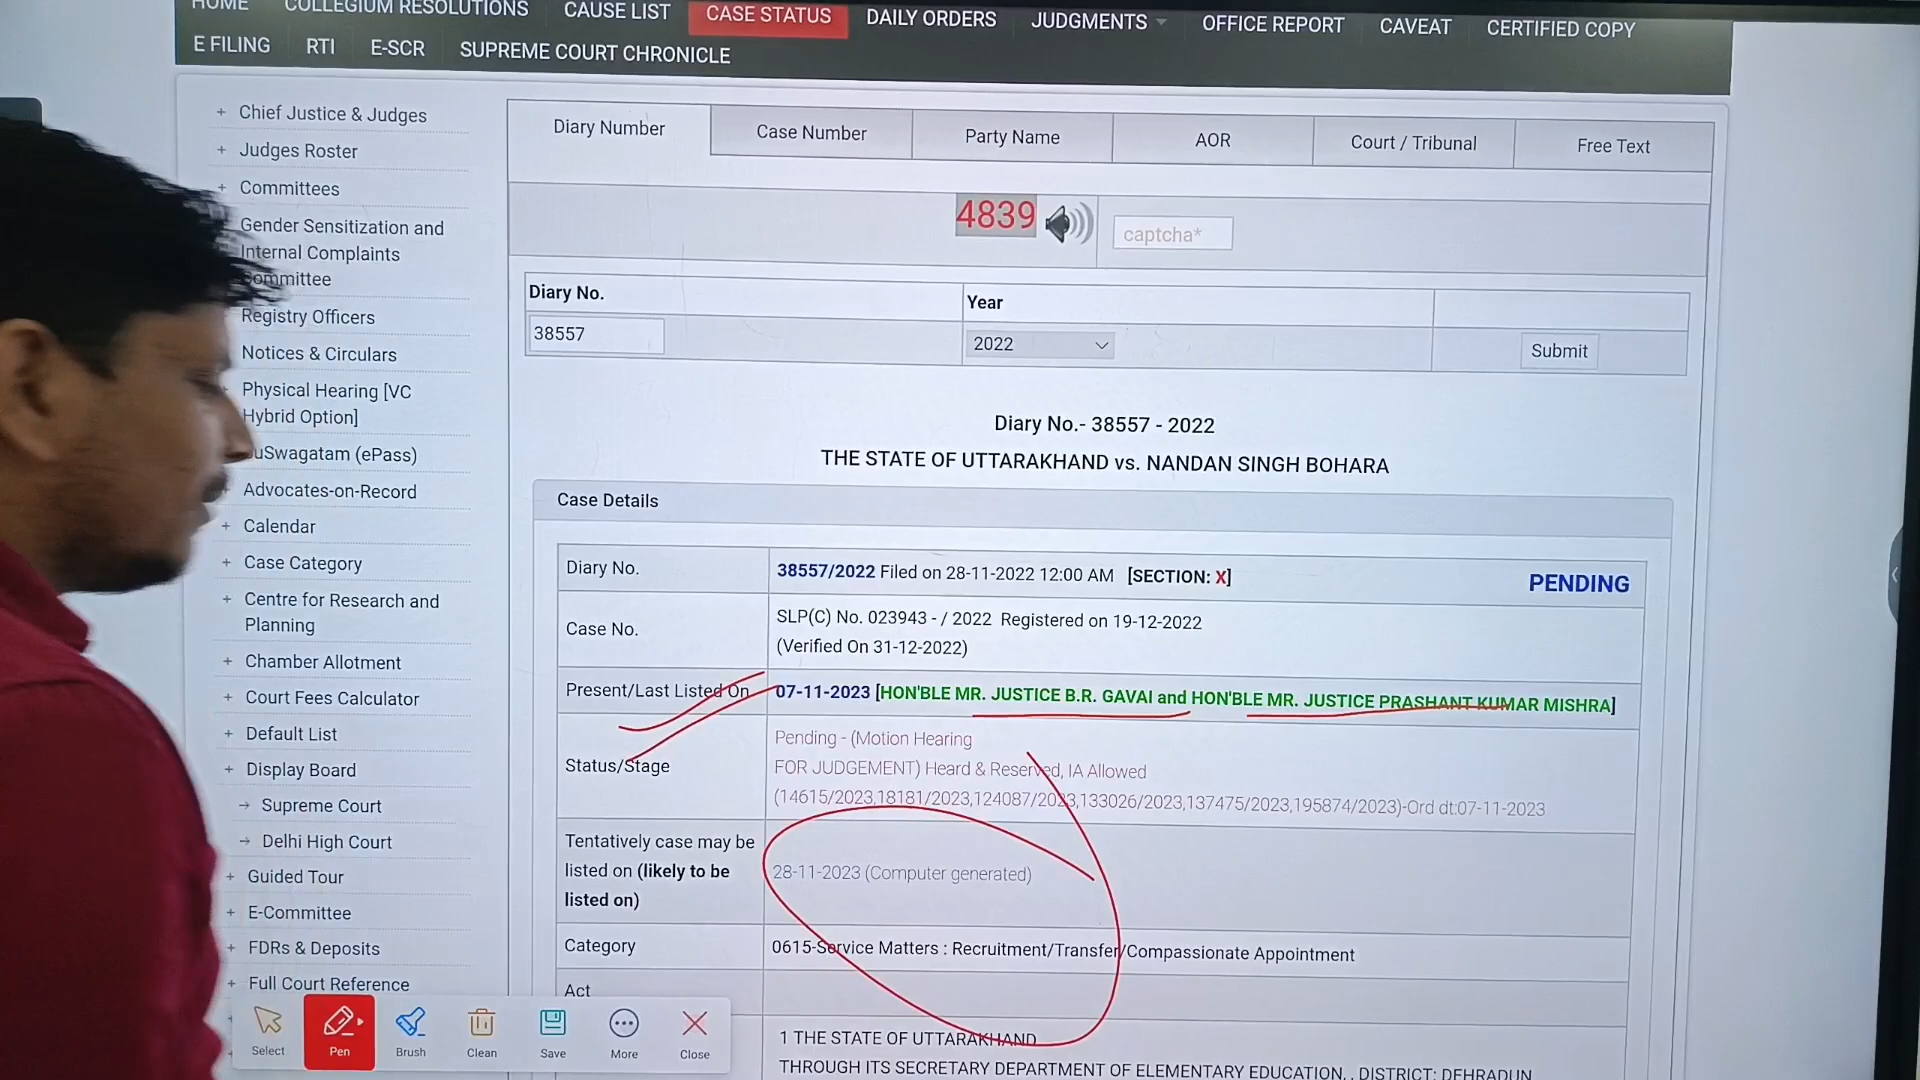 HOME COLLEGIUM RESOLUTIONS CAUSE LIST CASE STATUS DAILY ORDERS JUDGMENTS OFFICE REPORT CAVEAT CERTIFIED COPY
E FILING RTI E-SCR SUPREME COURT CHRONICLE
+ Chief Justice & Judges
+ Judges Roster
+ Committees
Gender Sensitization and
Internal Complaints
Committee
Registry Officers
Notices & Circulars
Physical Hearing [VC
Hybrid Option]
uSwagatam (ePass)
Advocates-on-Record
+ Calendar
+ Case Category
+ Centre for Research and
Planning
+ Chamber Allotment
+ Court Fees Calculator
+ Default List
+ Display Board
→ Supreme Court
→ Delhi High Court
+ Guided Tour
+ E-Committee
+ FDRs & Deposits
+ Full Court Reference
Diary Number Case Number Party Name AOR Court / Tribunal Free Text
4839 captcha*
Diary No. Year
38557 2022 Submit
Diary No.- 38557 - 2022
THE STATE OF UTTARAKHAND vs. NANDAN SINGH BOHARA
Case Details
Diary No. 38557/2022 Filed on 28-11-2022 12:00 AM [SECTION: X] PENDING
Case No. SLP(C) No. 023943 - / 2022 Registered on 19-12-2022
(Verified On 31-12-2022)
Present/Last Listed On 07-11-2023 [HON'BLE MR. JUSTICE B.R. GAVAI and HON'BLE MR. JUSTICE PRASHANT KUMAR MISHRA]
Status/Stage Pending - (Motion Hearing
FOR JUDGEMENT) Heard & Reserved, IA Allowed
(14615/2023,18181/2023,124087/2023,133026/2023,137475/2023,195874/2023)-Ord dt:07-11-2023
Tentatively case may be
listed on (likely to be
listed on) 28-11-2023 (Computer generated)
Category 0615-Service Matters : Recruitment/Transfer/Compassionate Appointment
Act
1 THE STATE OF UTTARAKHAND
THROUGH ITS SECRETARY DEPARTMENT OF ELEMENTARY EDUCATION, , DISTRICT: DEHRADUN
Select Pen Brush Clean Save More Close